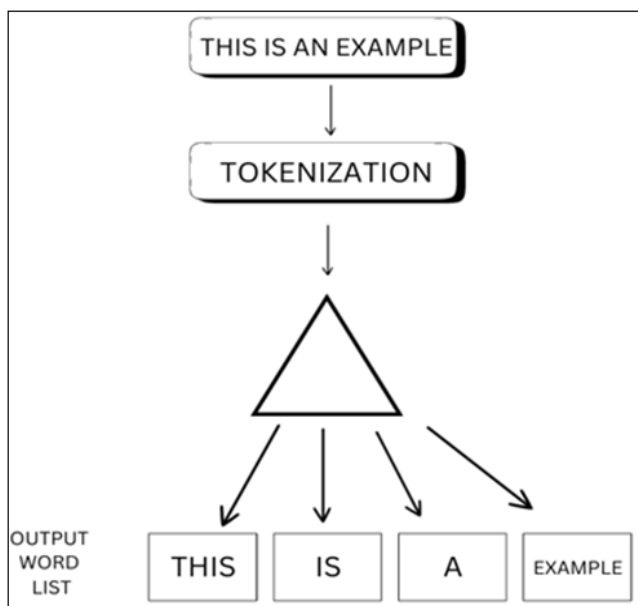 THIS IS AN EXAMPLE
TOKENIZATION
OUTPUT
WORD
LIST
THIS
IS
A
EXAMPLE